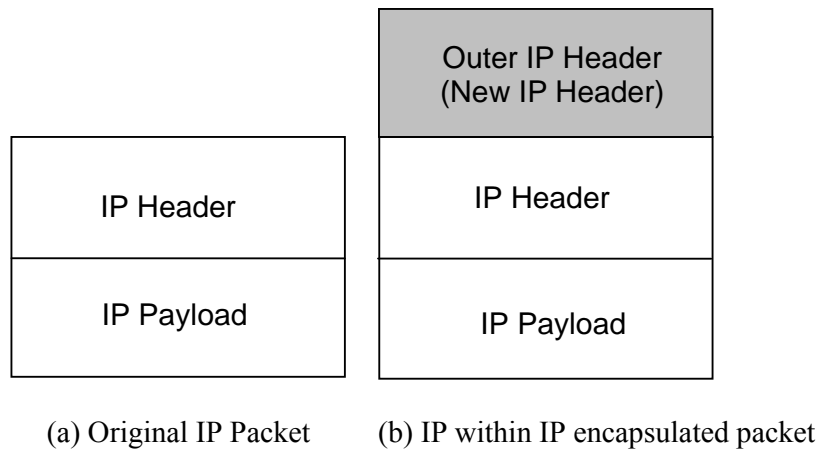 Outer IP Header
(New IP Header)
IP Header
IP Header
IP Payload
IP Payload
(a) Original IP Packet
(b) IP within IP encapsulated packet